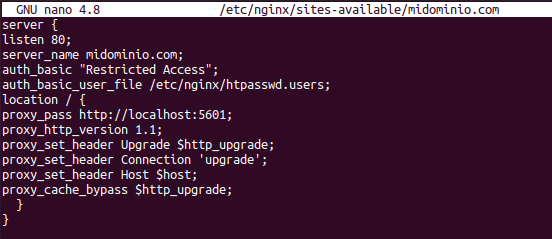 GNU nano 4.8 /etc/nginx/sites-available/midominio.com
server {
listen 80;
server_name midominio.com;
auth_basic "Restricted Access";
auth_basic_user_file /etc/nginx/htpasswd.users;
location / {
proxy_pass http://localhost:5601;
proxy_http_version 1.1;
proxy_set_header Upgrade $http_upgrade;
proxy_set_header Connection 'upgrade';
proxy_set_header Host $host;
proxy_cache_bypass $http_upgrade;
  }
}